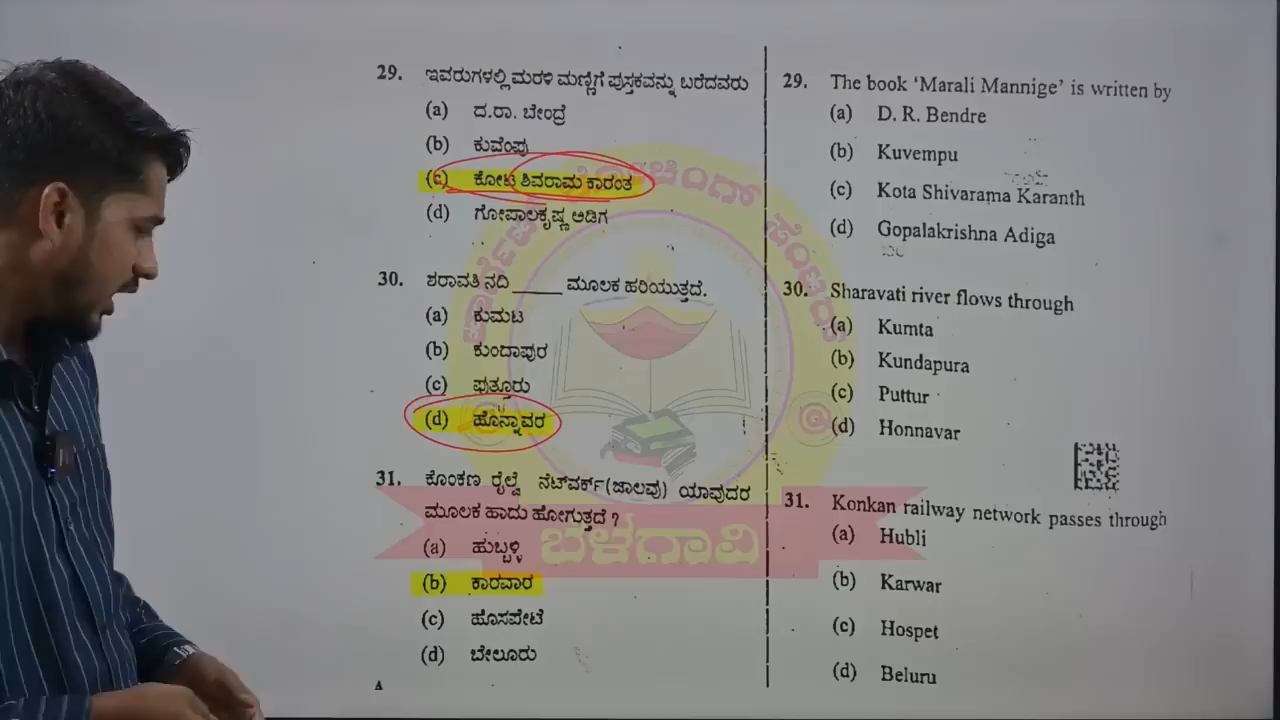 29. ಇವರುಗಳಲ್ಲಿ ಮರಳಿ ಮಣ್ಣಿಗೆ ಪುಸ್ತಕವನ್ನು ಬರೆದವರು
(a) ದ.ರಾ. ಬೇಂದ್ರೆ
(b) ಕುವೆಂಪು
(c) ಕೋಟ ಶಿವರಾಮ ಕಾರಂತ
(d) ಗೋಪಾಲಕೃಷ್ಣ ಅಡಿಗ
30. ಶರಾವತಿ ನದಿ _____ ಮೂಲಕ ಹರಿಯುತ್ತದೆ.
(a) ಕುಮಟ
(b) ಕುಂದಾಪುರ
(c) ಪುತ್ತೂರು
(d) ಹೊನ್ನಾವರ
31. ಕೊಂಕಣ ರೈಲ್ವೆ ನೆಟ್‌ವರ್ಕ್(ಜಾಲವು) ಯಾವುದರ
ಮೂಲಕ ಹಾದು ಹೋಗುತ್ತದೆ ?
(a) ಹುಬ್ಬಳ್ಳಿ
(b) ಕಾರವಾರ
(c) ಹೊಸಪೇಟೆ
(d) ಬೇಲೂರು
A
29. The book ‘Marali Mannige’ is written by
(a) D. R. Bendre
(b) Kuvempu
(c) Kota Shivarama Karanth
(d) Gopalakrishna Adiga
30. Sharavati river flows through
(a) Kumta
(b) Kundapura
(c) Puttur
(d) Honnavar
31. Konkan railway network passes through
(a) Hubli
(b) Karwar
(c) Hospet
(d) Beluru
ಬೆಳಗಾವಿ